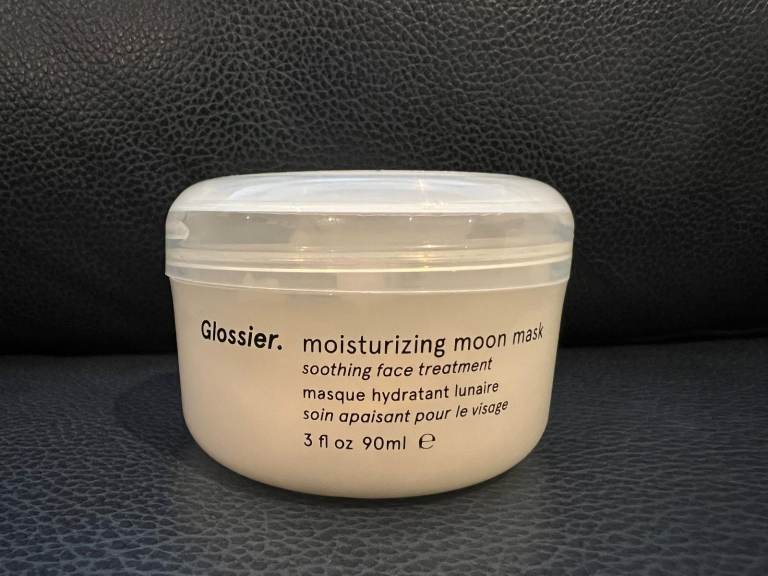 Glossier. moisturizing moon mask
soothing face treatment
masque hydratant lunaire
soin apaisant pour le visage
3 fl oz 90ml ℮